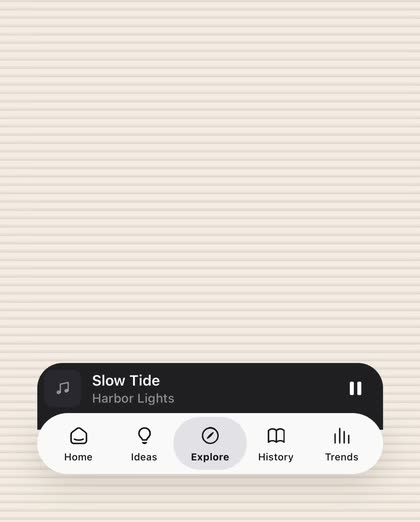 Slow Tide
Harbor Lights
Home
Ideas
Explore
History
Trends